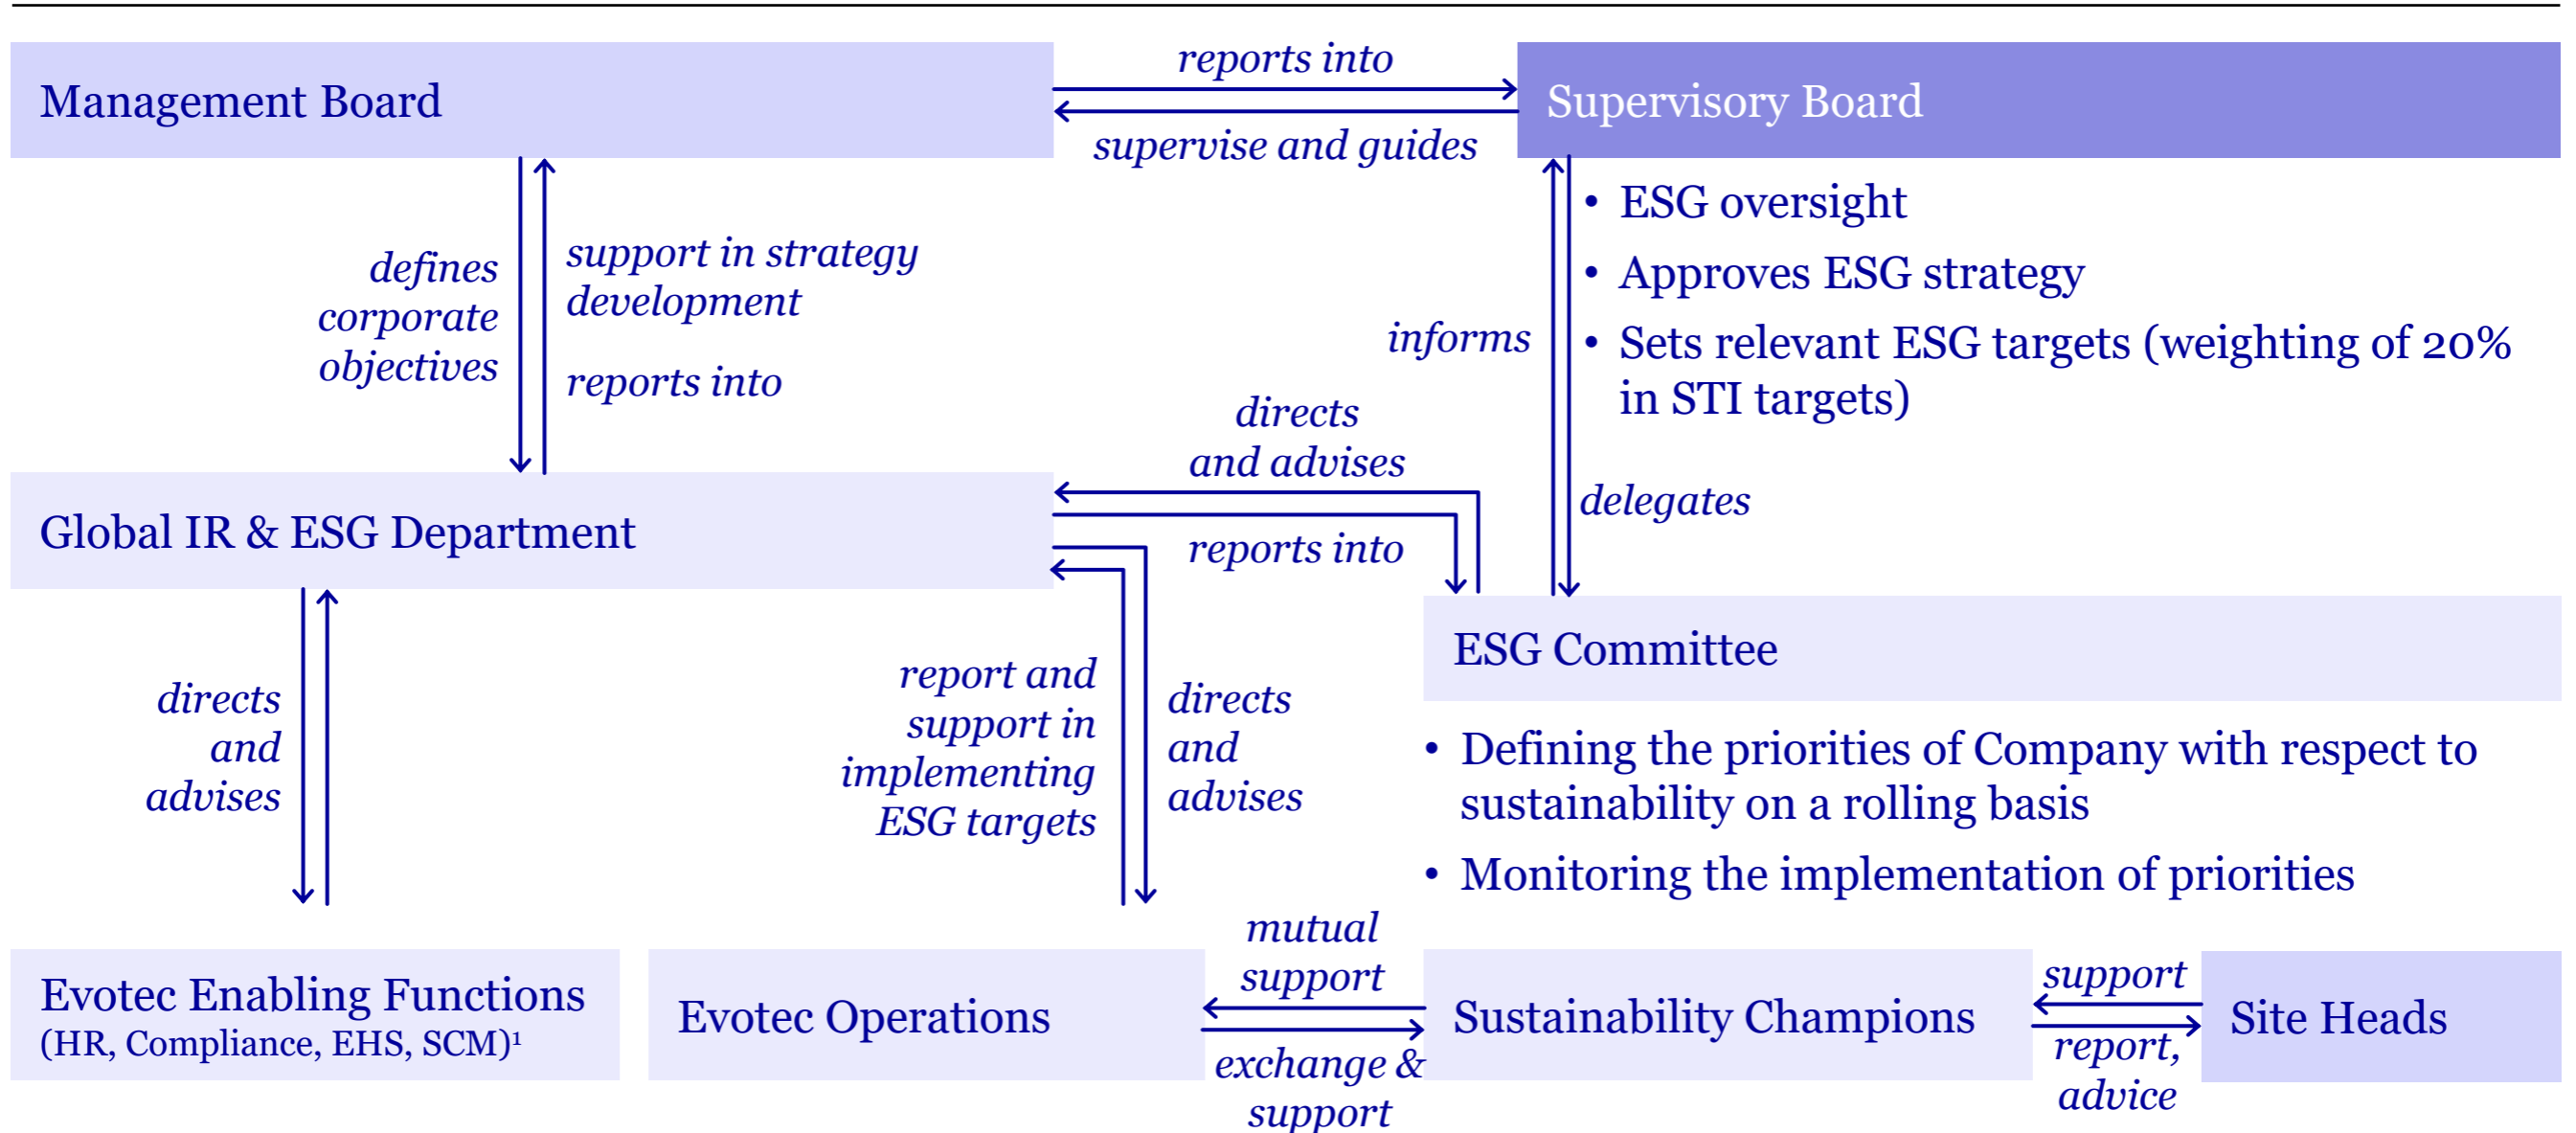 reports into
Management Board
Supervisory Board
supervise and guides
defines
corporate
objectives
support in strategy
development
reports into
informs
• ESG oversight
• Approves ESG strategy
• Sets relevant ESG targets (weighting of 20%
in STI targets)
delegates
directs
and advises
Global IR & ESG Department
reports into
ESG Committee
directs
and
advises
report and
support in
implementing
ESG targets
directs
and
advises
• Defining the priorities of Company with respect to
sustainability on a rolling basis
• Monitoring the implementation of priorities
Evotec Enabling Functions
(HR, Compliance, EHS, SCM)¹
Evotec Operations
mutual
support
exchange &
support
Sustainability Champions
support
report,
advice
Site Heads